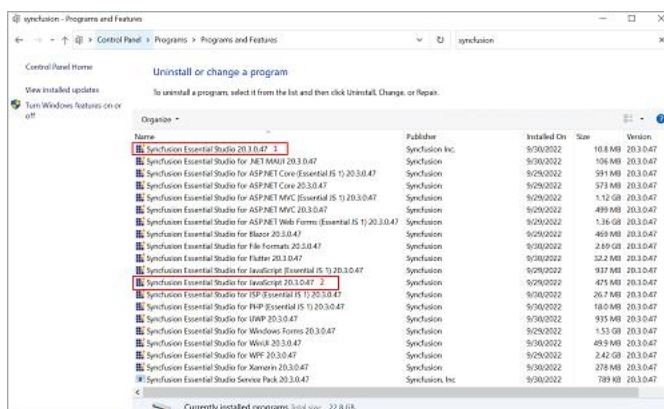 syncfusion - Programs and Features
Control Panel > Programs > Programs and Features
syncfusion
Control Panel Home
View installed updates
Turn Windows features on or off
Uninstall or change a program
To uninstall a program, select it from the list and then click Uninstall, Change, or Repair.
Organize
Name Publisher Installed On Size Version
Syncfusion Essential Studio 20.3.0.47 1 Syncfusion Inc. 9/30/2022 10.8 MB 20.3.0.47
Syncfusion Essential Studio for .NET MAUI 20.3.0.47 Syncfusion 9/30/2022 106 MB 20.3.0.47
Syncfusion Essential Studio for ASP.NET Core (Essential JS 1) 20.3.0.47 Syncfusion 9/29/2022 591 MB 20.3.0.47
Syncfusion Essential Studio for ASP.NET Core 20.3.0.47 Syncfusion 9/29/2022 573 MB 20.3.0.47
Syncfusion Essential Studio for ASP.NET MVC (Essential JS 1) 20.3.0.47 Syncfusion 9/29/2022 1.12 GB 20.3.0.47
Syncfusion Essential Studio for ASP.NET MVC 20.3.0.47 Syncfusion 9/29/2022 499 MB 20.3.0.47
Syncfusion Essential Studio for ASP.NET Web Forms (Essential JS 1) 20.3.0.47 Syncfusion 9/29/2022 1.36 GB 20.3.0.47
Syncfusion Essential Studio for Blazor 20.3.0.47 Syncfusion 9/29/2022 469 MB 20.3.0.47
Syncfusion Essential Studio for File Formats 20.3.0.47 Syncfusion 9/30/2022 2.69 GB 20.3.0.47
Syncfusion Essential Studio for Flutter 20.3.0.47 Syncfusion 9/30/2022 32.2 MB 20.3.0.47
Syncfusion Essential Studio for JavaScript (Essential JS 1) 20.3.0.47 Syncfusion 9/29/2022 937 MB 20.3.0.47
Syncfusion Essential Studio for JavaScript 20.3.0.47 2 Syncfusion 9/29/2022 475 MB 20.3.0.47
Syncfusion Essential Studio for JSP (Essential JS 1) 20.3.0.47 Syncfusion 9/30/2022 26.7 MB 20.3.0.47
Syncfusion Essential Studio for PHP (Essential JS 1) 20.3.0.47 Syncfusion 9/30/2022 18.0 MB 20.3.0.47
Syncfusion Essential Studio for UWP 20.3.0.47 Syncfusion 9/30/2022 935 MB 20.3.0.47
Syncfusion Essential Studio for Windows Forms 20.3.0.47 Syncfusion 9/29/2022 1.53 GB 20.3.0.47
Syncfusion Essential Studio for WinUI 20.3.0.47 Syncfusion 9/30/2022 49.9 MB 20.3.0.47
Syncfusion Essential Studio for WPF 20.3.0.47 Syncfusion 9/29/2022 2.42 GB 20.3.0.47
Syncfusion Essential Studio for Xamarin 20.3.0.47 Syncfusion 9/30/2022 278 MB 20.3.0.47
Syncfusion Essential Studio Service Pack 20.3.0.47 Syncfusion, Inc 9/30/2022 789 KB 20.3.0.47
Currently installed programs Total size: 22.8 GB